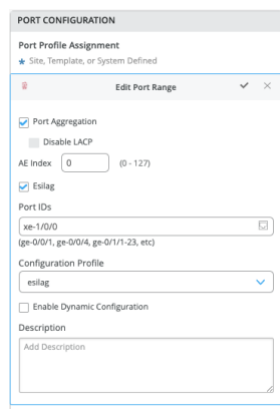 PORT CONFIGURATION
Port Profile Assignment
* Site, Template, or System Defined
Edit Port Range
Port Aggregation
Disable LACP
AE Index 0 (0 - 127)
Esilag
Port IDs
xe-1/0/0
(ge-0/0/1, ge-0/0/4, ge-0/1/1-23, etc)
Configuration Profile
esilag
Enable Dynamic Configuration
Description
Add Description